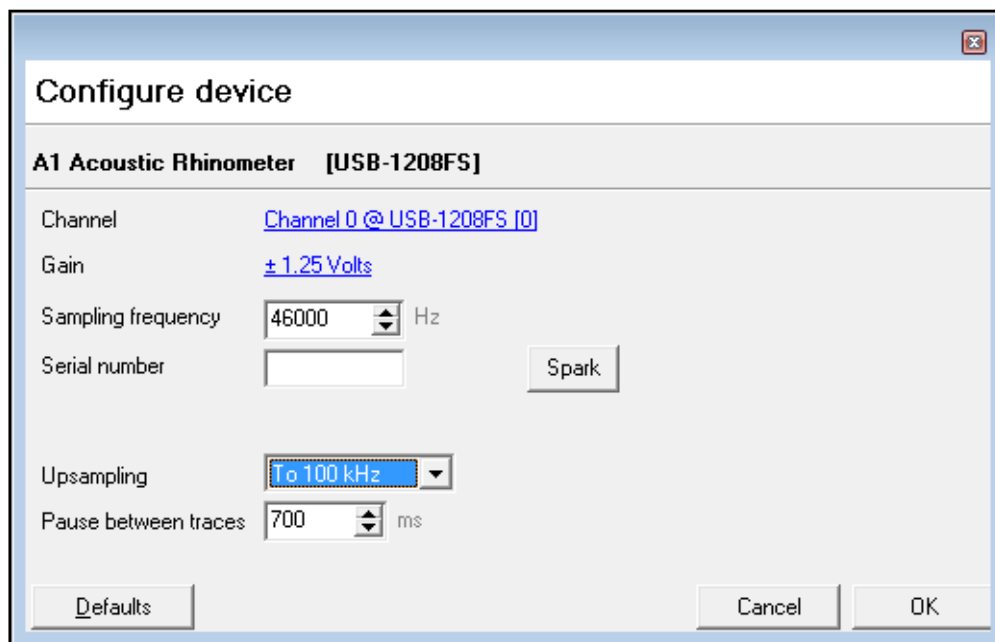 Configure device
A1 Acoustic Rhinometer [USB-1208FS]
Channel Channel 0 @ USB-1208FS [0]
Gain ± 1.25 Volts
Sampling frequency 46000 Hz
Serial number Spark
Upsampling To 100 kHz
Pause between traces 700 ms
Defaults Cancel OK